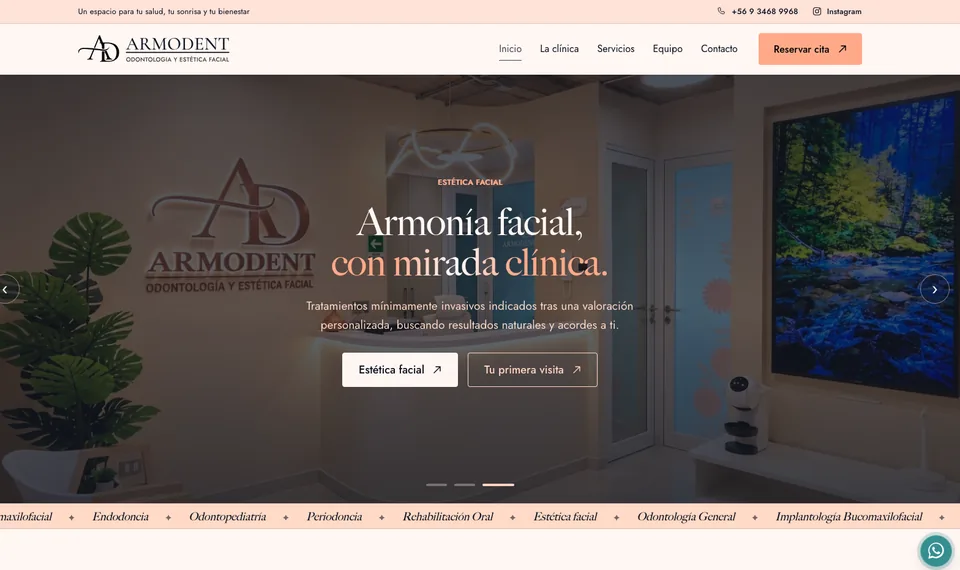 Un espacio para tu salud, tu sonrisa y tu bienestar
+56 9 3468 9968
Instagram
AD ARMODENT
ODONTOLOGÍA Y ESTÉTICA FACIAL
Inicio
La clínica
Servicios
Equipo
Contacto
Reservar cita
AD
ARMODENT
ODONTOLOGÍA Y ESTÉTICA FACIAL
ESTÉTICA FACIAL
Armonía facial,
con mirada clínica.
Tratamientos mínimamente invasivos indicados tras una valoración
personalizada, buscando resultados naturales y acordes a ti.
Estética facial
Tu primera visita
maxilofacial ✦ Endodoncia ✦ Odontopediatría ✦ Periodoncia ✦ Rehabilitación Oral ✦ Estética facial ✦ Odontología General ✦ Implantología Bucomaxilofacial ✦